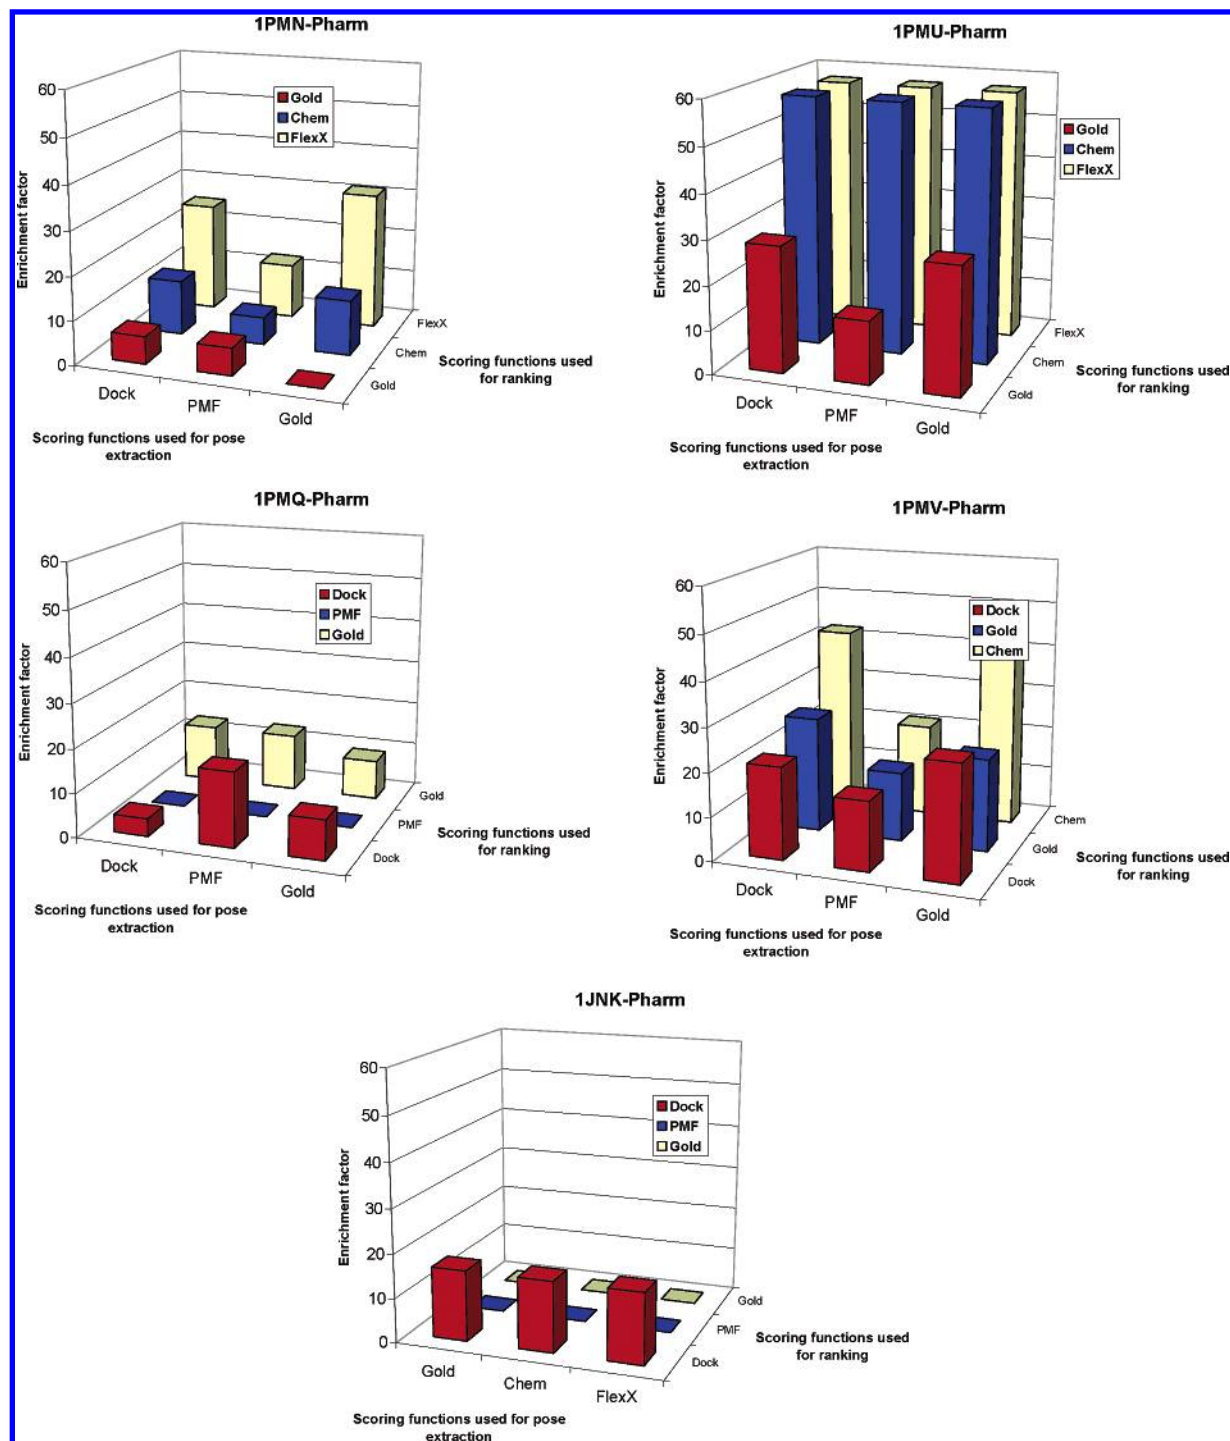 1PMN-Pharm
Enrichment factor
60
50
40
30
20
10
0
Gold
Chem
FlexX
Dock
PMF
Gold
Gold
Chem
FlexX
Scoring functions used
for ranking
Scoring functions used for pose
extraction
1PMU-Pharm
Enrichment factor
60
50
40
30
20
10
0
Gold
Chem
FlexX
Dock
PMF
Gold
Gold
Chem
FlexX
Scoring functions used
for ranking
Scoring functions used for pose
extraction
1PMQ-Pharm
Enrichment factor
60
50
40
30
20
10
0
Dock
PMF
Gold
Dock
PMF
Gold
Dock
PMF
Gold
Scoring functions used
for ranking
Scoring functions used for pose
extraction
1PMV-Pharm
Enrichment factor
60
50
40
30
20
10
0
Dock
Gold
Chem
Dock
PMF
Gold
Dock
Gold
Chem
Scoring functions used
for ranking
Scoring functions used for pose
extraction
1JNK-Pharm
Enrichment factor
60
50
40
30
20
10
0
Dock
PMF
Gold
Gold
Chem
FlexX
Dock
PMF
Gold
Scoring functions used
for ranking
Scoring functions used for pose
extraction